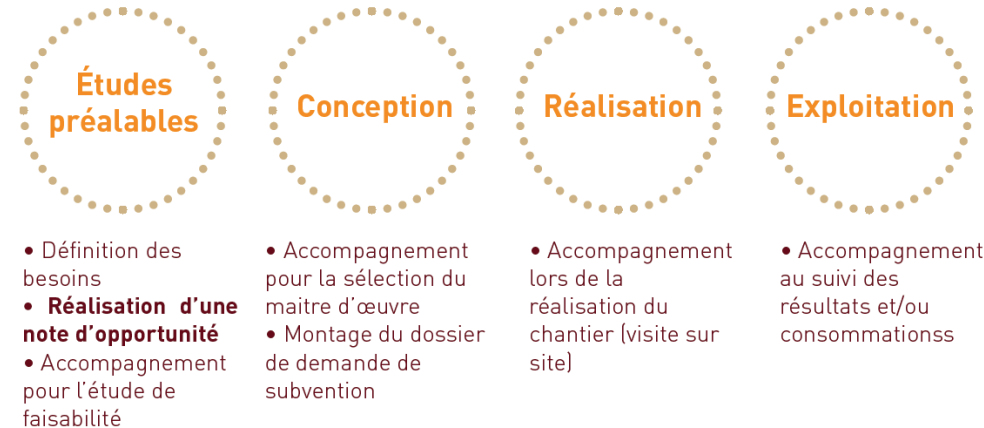 Études
préalables
• Définition des
besoins
• Réalisation d’une
note d’opportunité
• Accompagnement
pour l’étude de
faisabilité
Conception
• Accompagnement
pour la sélection du
maitre d’œuvre
• Montage du dossier
de demande de
subvention
Réalisation
• Accompagnement
lors de la
réalisation du
chantier (visite sur
site)
Exploitation
• Accompagnement
au suivi des
résultats et/ou
consommationss